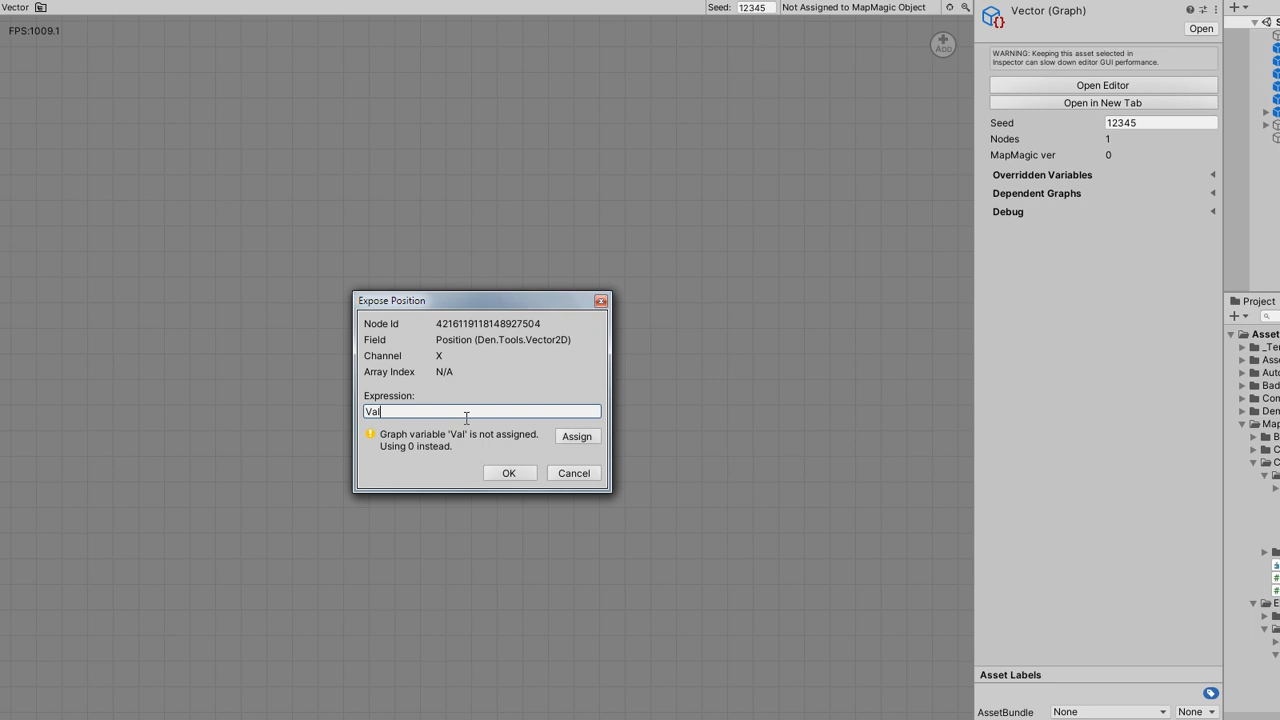 Vector
Seed: 12345
Not Assigned to MapMagic Object
FPS:1009.1
ADD
Expose Position
Node Id 4216119118148927504
Field Position (Den.Tools.Vector2D)
Channel X
Array Index N/A
Expression:
Val
Graph variable 'Val' is not assigned.
Using 0 instead.
Assign
OK Cancel
Vector (Graph)
Open
WARNING: Keeping this asset selected in
Inspector can slow down editor GUI performance.
Open Editor
Open in New Tab
Seed 12345
Nodes 1
MapMagic ver 0
Overridden Variables
Dependent Graphs
Debug
Asset Labels
AssetBundle None None
Project
Asset